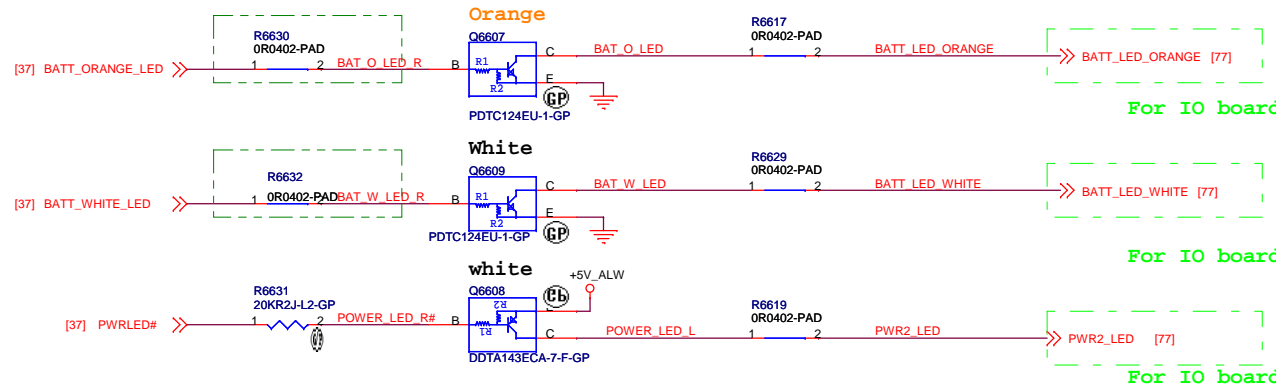 Orange
R6630
0R0402-PAD
Q6607
R6617
0R0402-PAD
[37] BATT_ORANGE_LED
1
2
BAT_O_LED_R
B
R1
R2
C
E
BAT_O_LED
1
2
BATT_LED_ORANGE
BATT_LED_ORANGE [77]
GP
PDTC124EU-1-GP
For IO board
White
R6632
0R0402-PAD
Q6609
R6629
0R0402-PAD
[37] BATT_WHITE_LED
1
2
BAT_W_LED_R
B
R1
R2
C
E
BAT_W_LED
1
2
BATT_LED_WHITE
BATT_LED_WHITE [77]
GP
PDTC124EU-1-GP
For IO board
white
+5V_ALW
R6631
20KR2J-L2-GP
Q6608
R6619
0R0402-PAD
[37] PWRLED#
1
2
POWER_LED_R#
B
R2
R1
E
C
POWER_LED_L
1
2
PWR2_LED
PWR2_LED [77]
GP
DDTA143ECA-7-F-GP
For IO board